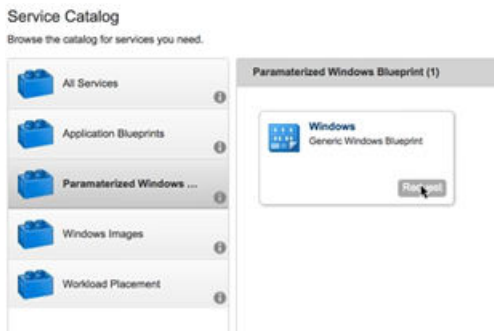 Service Catalog
Browse the catalog for services you need.
All Services
Application Blueprints
Paramaterized Windows ...
Windows Images
Workload Placement
Paramaterized Windows Blueprint (1)
Windows
Generic Windows Blueprint
Request